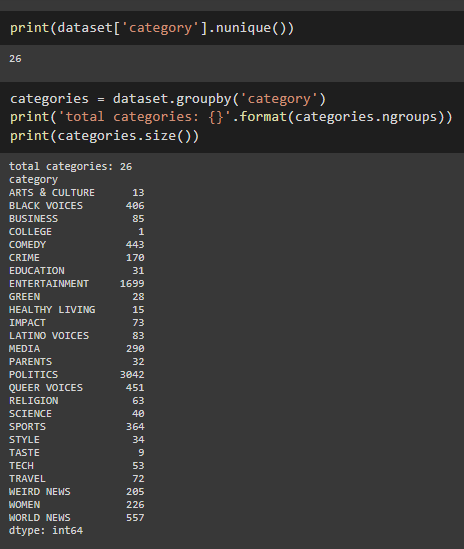 print(dataset['category'].nunique())
26
categories = dataset.groupby('category')
print('total categories: {}'.format(categories.ngroups))
print(categories.size())
total categories: 26
category
ARTS & CULTURE 13
BLACK VOICES 406
BUSINESS 85
COLLEGE 1
COMEDY 443
CRIME 170
EDUCATION 31
ENTERTAINMENT 1699
GREEN 28
HEALTHY LIVING 15
IMPACT 73
LATINO VOICES 83
MEDIA 290
PARENTS 32
POLITICS 3042
QUEER VOICES 451
RELIGION 63
SCIENCE 40
SPORTS 364
STYLE 34
TASTE 9
TECH 53
TRAVEL 72
WEIRD NEWS 205
WOMEN 226
WORLD NEWS 557
dtype: int64